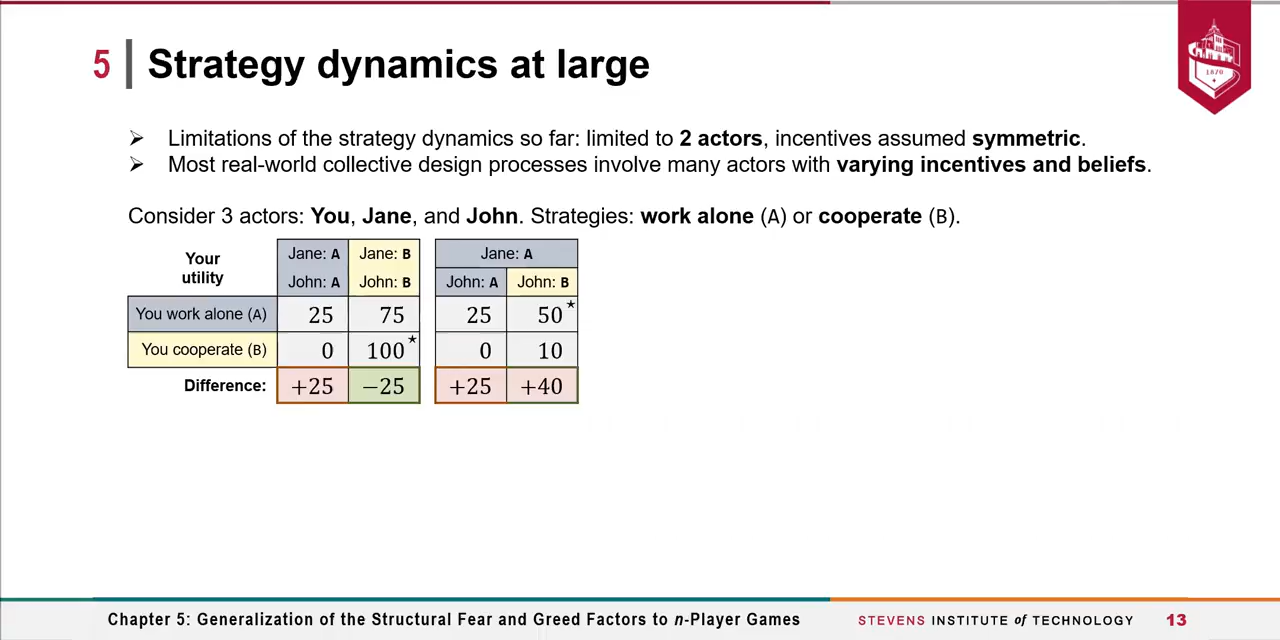 5 | Strategy dynamics at large
1870
➢ Limitations of the strategy dynamics so far: limited to 2 actors, incentives assumed symmetric.
➢ Most real-world collective design processes involve many actors with varying incentives and beliefs.
Consider 3 actors: You, Jane, and John. Strategies: work alone (A) or cooperate (B).
Your utility Jane: A Jane: B Jane: A
John: A John: B John: A John: B
You work alone (A) 25 75 25 50★
You cooperate (B) 0 100★ 0 10
Difference: +25 −25 +25 +40
Chapter 5: Generalization of the Structural Fear and Greed Factors to n-Player Games STEVENS INSTITUTE of TECHNOLOGY 13